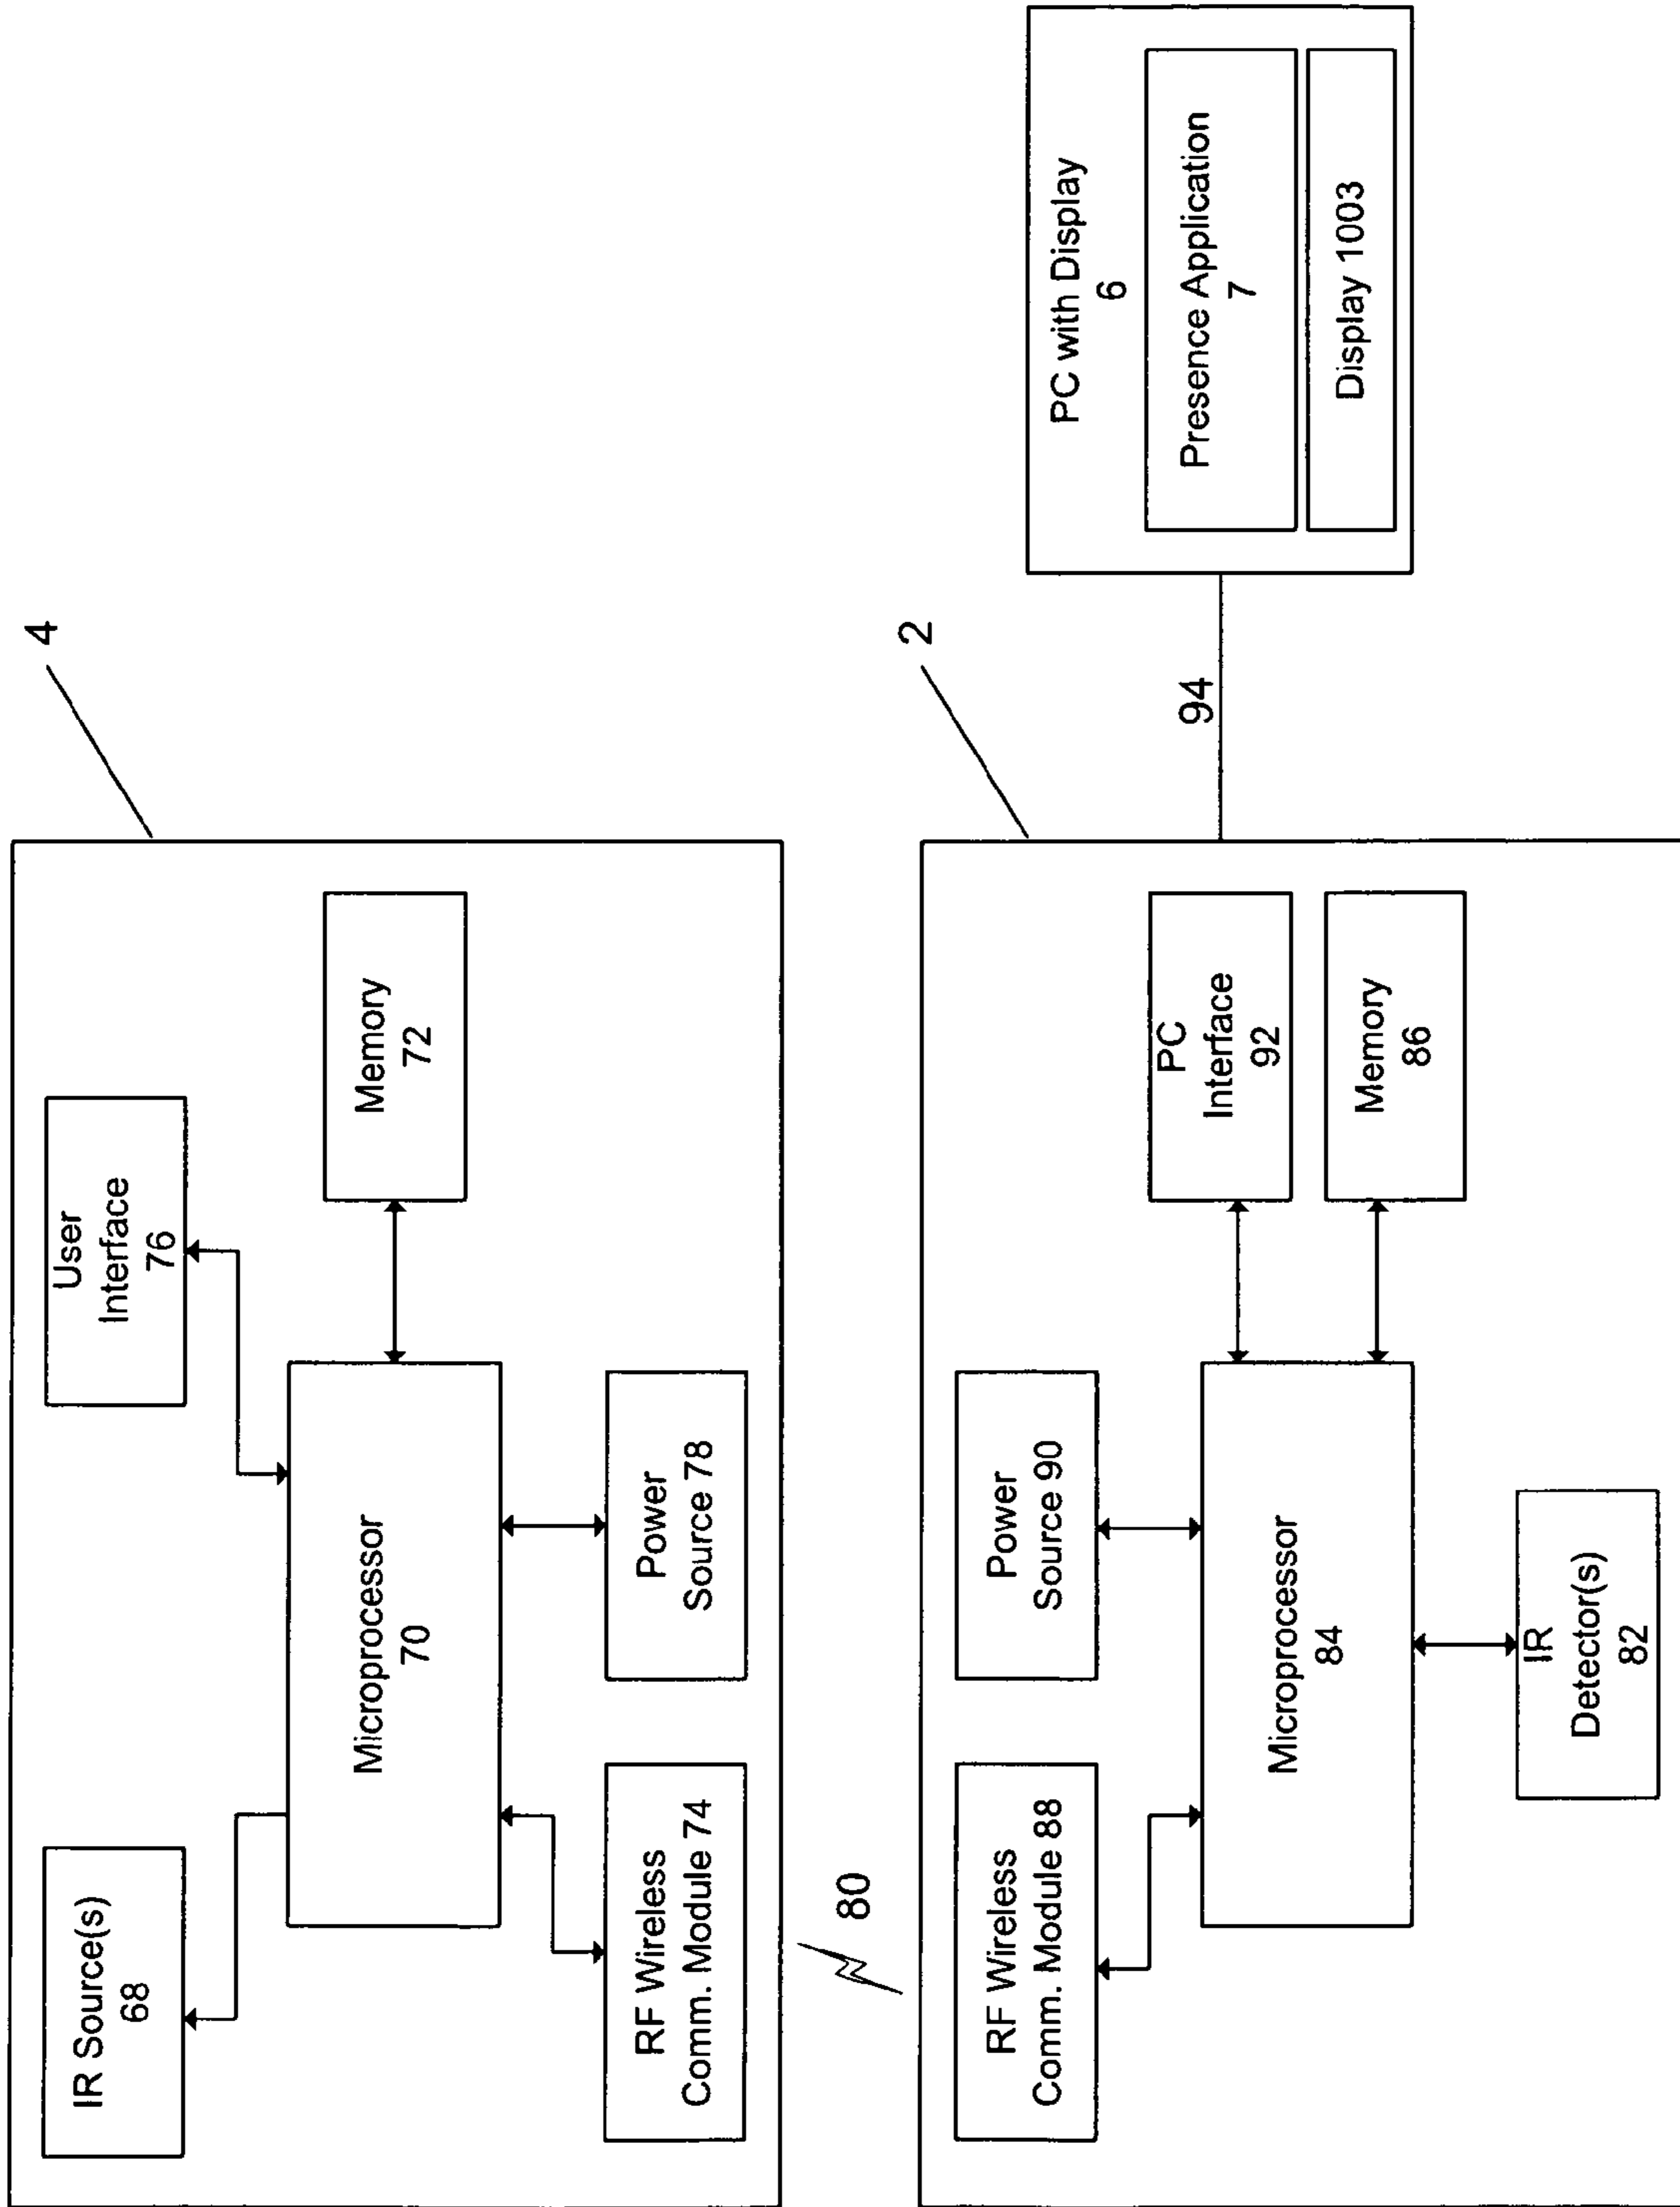 4
IR Source(s)
68
User
Interface
76
Microprocessor
70
Memory
72
RF Wireless
Comm. Module 74
Power
Source 78
80
2
RF Wireless
Comm. Module 88
Power
Source 90
Microprocessor
84
PC
Interface
92
Memory
86
IR
Detector(s)
82
94
PC with Display
6
Presence Application
7
Display 1003